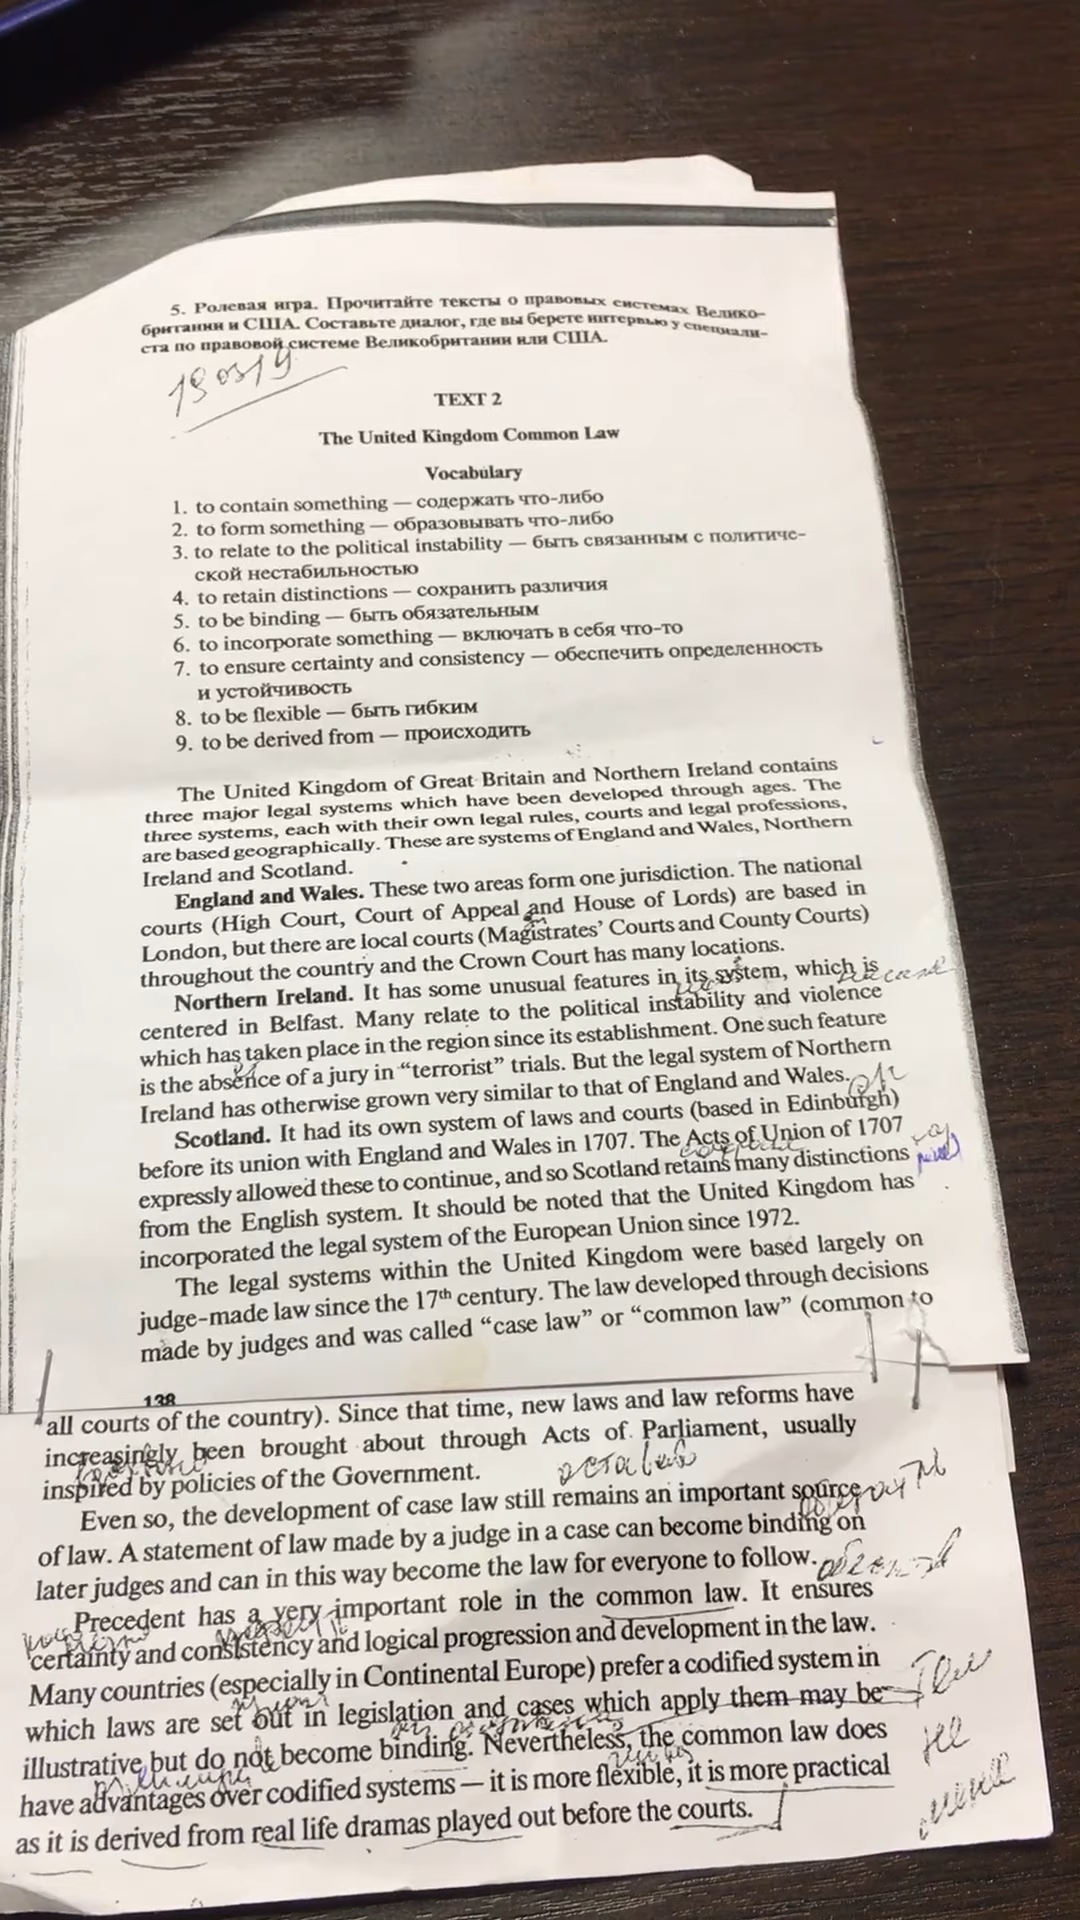 5. Ролевая игра. Прочитайте тексты о правовых системах Велико-
британии и США. Составьте диалог, где вы берете интервью у специали-
ста по правовой системе Великобритании или США.
TEXT 2
The United Kingdom Common Law
Vocabulary
1. to contain something — содержать что-либо
2. to form something — образовывать что-либо
3. to relate to the political instability — быть связанным с политиче-
ской нестабильностью
4. to retain distinctions — сохранить различия
5. to be binding — быть обязательным
6. to incorporate something — включать в себя что-то
7. to ensure certainty and consistency — обеспечить определенность
и устойчивость
8. to be flexible — быть гибким
9. to be derived from — происходить
The United Kingdom of Great Britain and Northern Ireland contains
three major legal systems which have been developed through ages. The
three systems, each with their own legal rules, courts and legal professions,
are based geographically. These are systems of England and Wales, Northern
Ireland and Scotland.
England and Wales. These two areas form one jurisdiction. The national
courts (High Court, Court of Appeal and House of Lords) are based in
London, but there are local courts (Magistrates' Courts and County Courts)
throughout the country and the Crown Court has many locations.
Northern Ireland. It has some unusual features in its system, which is
centered in Belfast. Many relate to the political instability and violence
which has taken place in the region since its establishment. One such feature
is the absence of a jury in "terrorist" trials. But the legal system of Northern
Ireland has otherwise grown very similar to that of England and Wales.
Scotland. It had its own system of laws and courts (based in Edinburgh)
before its union with England and Wales in 1707. The Acts of Union of 1707
expressly allowed these to continue, and so Scotland retains many distinctions
from the English system. It should be noted that the United Kingdom has
incorporated the legal system of the European Union since 1972.
The legal systems within the United Kingdom were based largely on
judge-made law since the 17th century. The law developed through decisions
made by judges and was called "case law" or "common law" (common to
138
all courts of the country). Since that time, new laws and law reforms have
increasingly been brought about through Acts of Parliament, usually
inspired by policies of the Government.
Even so, the development of case law still remains an important source
of law. A statement of law made by a judge in a case can become binding on
later judges and can in this way become the law for everyone to follow.
Precedent has a very important role in the common law. It ensures
certainty and consistency and logical progression and development in the law.
Many countries (especially in Continental Europe) prefer a codified system in
which laws are set out in legislation and cases which apply them may be
illustrative but do not become binding. Nevertheless, the common law does
have advantages over codified systems — it is more flexible, it is more practical
as it is derived from real life dramas played out before the courts.